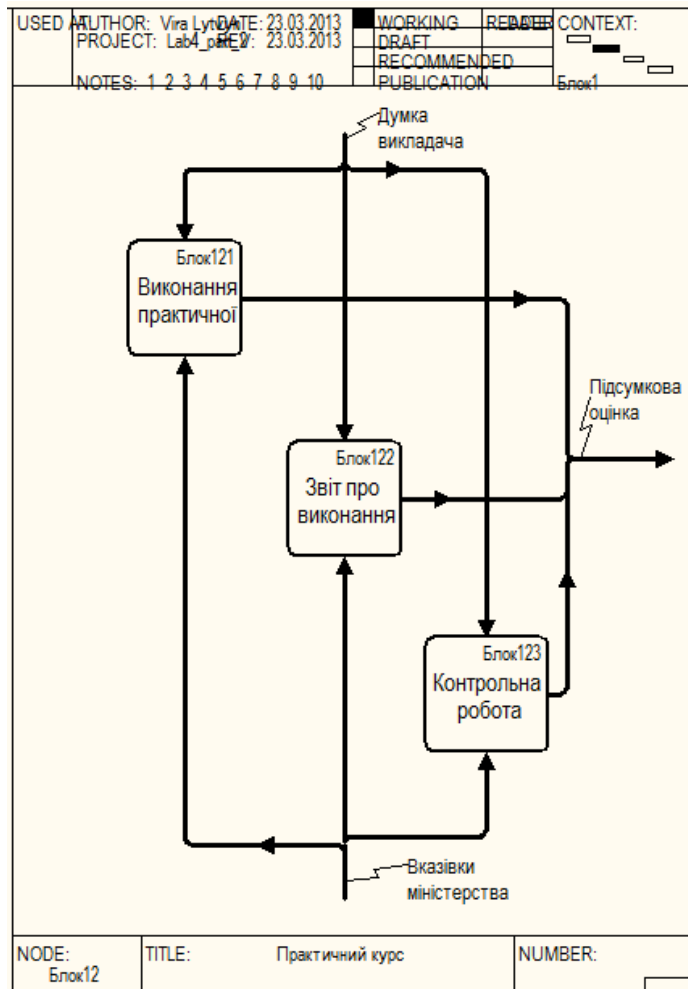 USED AT:
AUTHOR: Vira Lytvyn
DATE: 23.03.2013
WORKING
READER
DATE
CONTEXT:
PROJECT: Lab4_part_2
REV: 23.03.2013
DRAFT
RECOMMENDED
NOTES: 1 2 3 4 5 6 7 8 9 10
PUBLICATION
Блок1
Думка
викладача
Блок121
Виконання
практичної
Підсумкова
оцінка
Блок122
Звіт про
виконання
Блок123
Контрольна
робота
Вказівки
міністерства
NODE:
Блок12
TITLE:
Практичний курс
NUMBER: